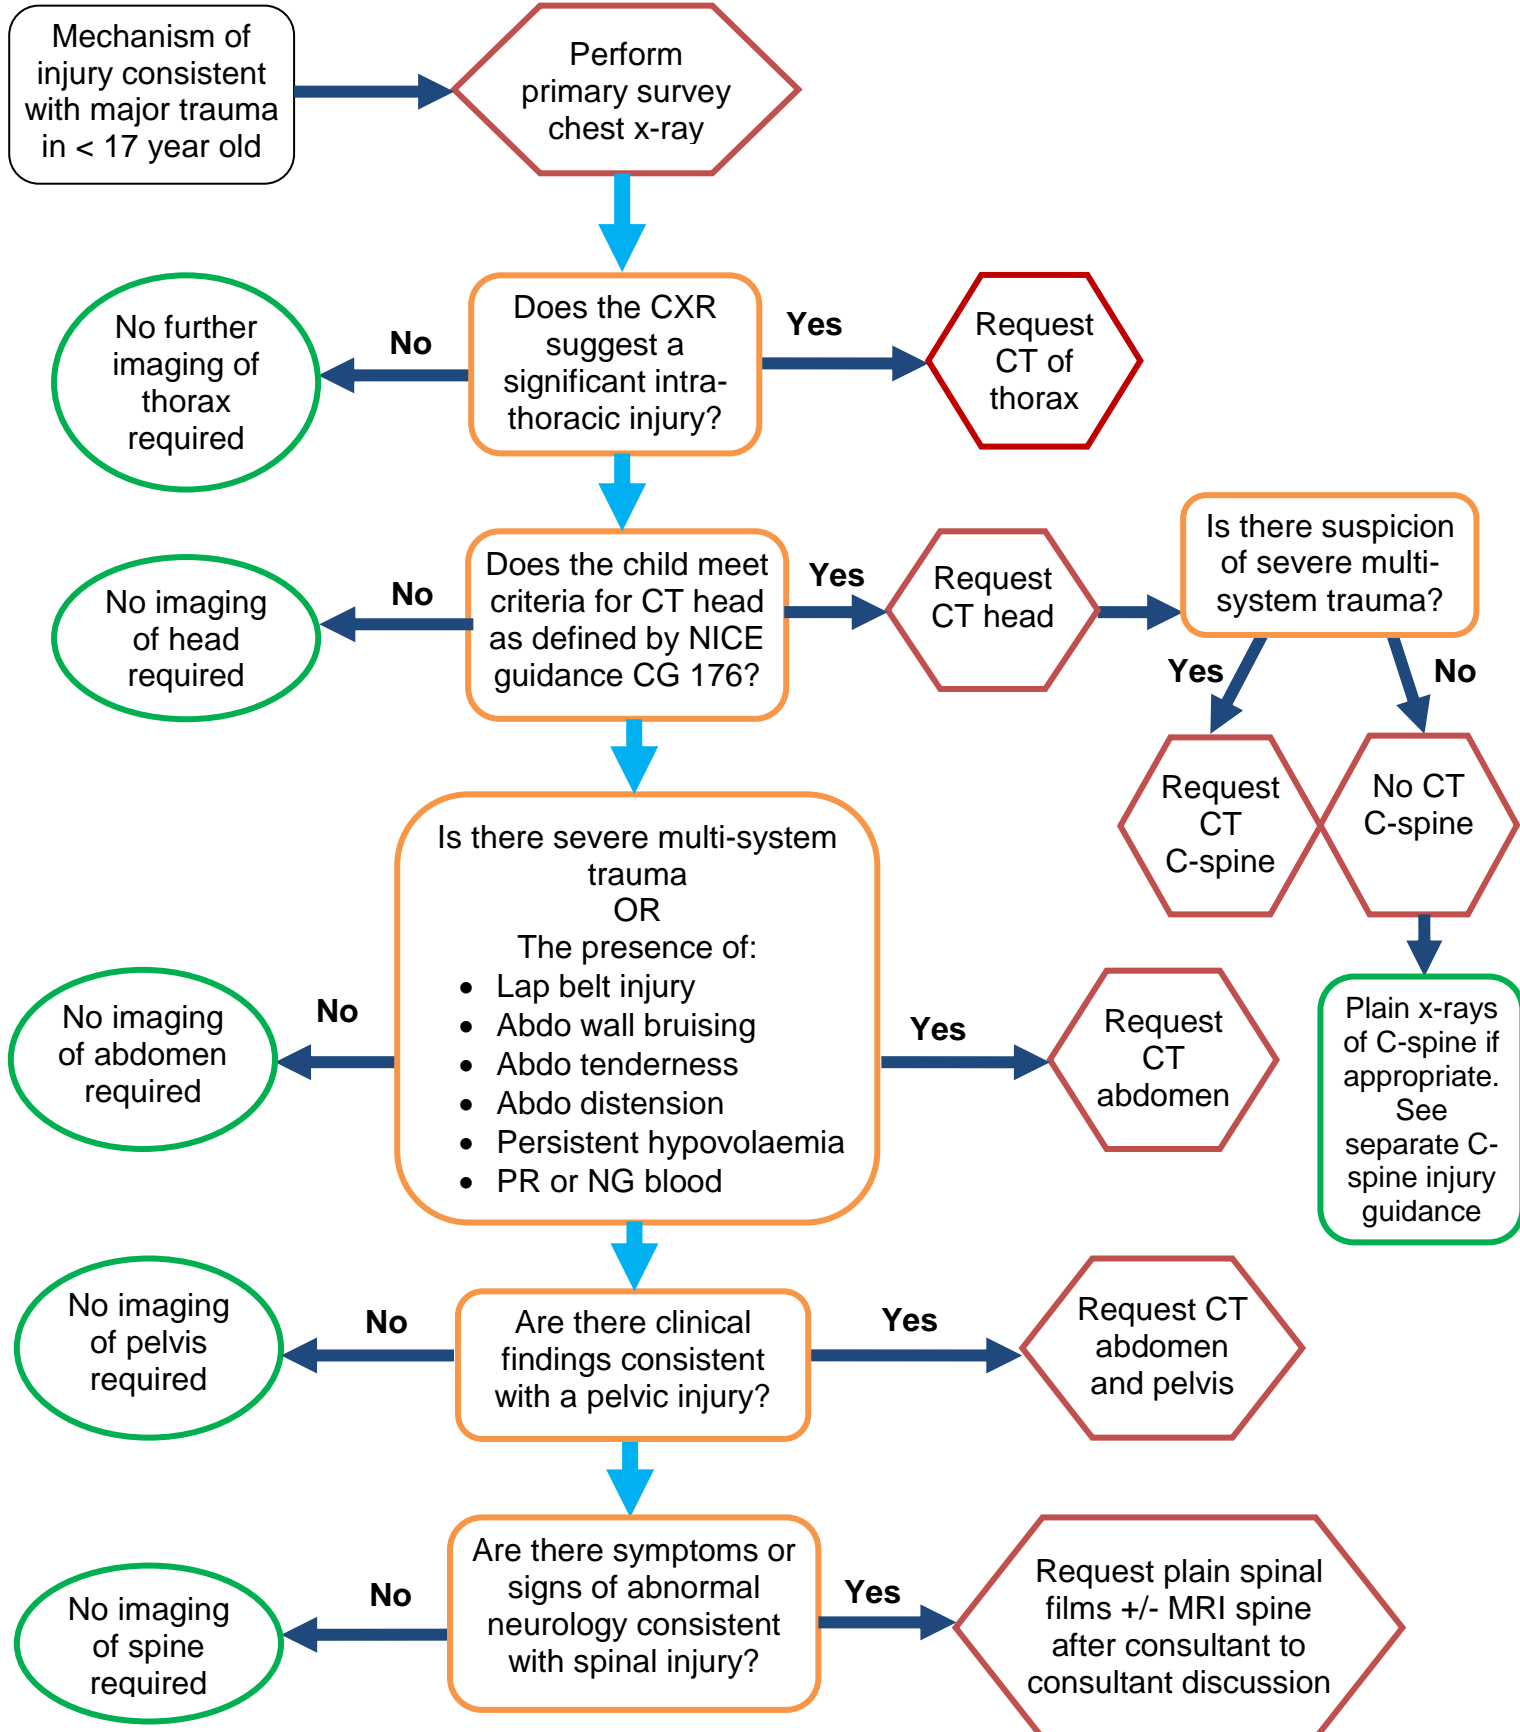 Mechanism of
injury consistent
with major trauma
in < 17 year old
Perform
primary survey
chest x-ray
No further
imaging of
thorax
required
No
Does the CXR
suggest a
significant intra-
thoracic injury?
Yes
Request
CT of
thorax
No imaging
of head
required
No
Does the child meet
criteria for CT head
as defined by NICE
guidance CG 176?
Yes
Request
CT head
Is there suspicion
of severe multi-
system trauma?
Yes
No
Request
CT
C-spine
No CT
C-spine
Plain x-rays
of C-spine if
appropriate.
See
separate C-
spine injury
guidance
No imaging
of abdomen
required
No
Is there severe multi-system
trauma
OR
The presence of:
• Lap belt injury
• Abdo wall bruising
• Abdo tenderness
• Abdo distension
• Persistent hypovolaemia
• PR or NG blood
Yes
Request
CT
abdomen
No imaging
of pelvis
required
No
Are there clinical
findings consistent
with a pelvic injury?
Yes
Request CT
abdomen
and pelvis
No imaging
of spine
required
No
Are there symptoms or
signs of abnormal
neurology consistent
with spinal injury?
Yes
Request plain spinal
films +/- MRI spine
after consultant to
consultant discussion